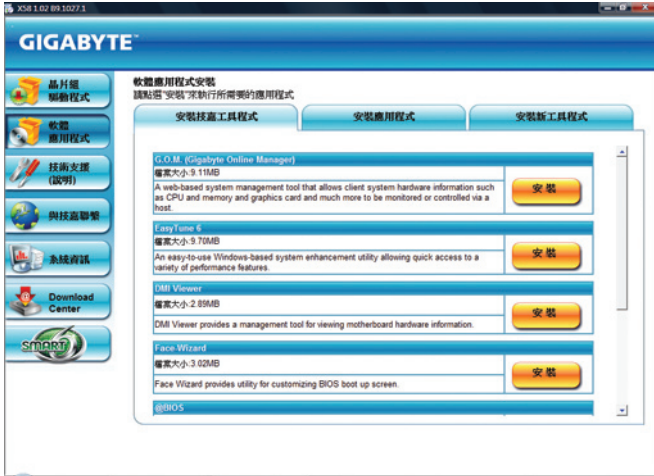 X58 1.02 B9.1027.1
GIGABYTE™
晶片組
驅動程式
軟體
應用程式
技術支援
(說明)
與技嘉聯繫
系統資訊
Download
Center
SMART
軟體應用程式安裝
請點選"安裝"來執行所需要的應用程式
安裝技嘉工具程式
安裝應用程式
安裝新工具程式
G.O.M. (Gigabyte Online Manager)
檔案大小:9.11MB
A web-based system management tool that allows client system hardware information such
as CPU and memory and graphics card and much more to be monitored or controlled via a
host.
安裝
EasyTune 6
檔案大小:9.70MB
An easy-to-use Windows-based system enhancement utility allowing quick access to a
variety of performance features.
安裝
DMI Viewer
檔案大小:2.89MB
DMI Viewer provides a management tool for viewing motherboard hardware information.
安裝
Face-Wizard
檔案大小:3.02MB
Face Wizard provides utility for customizing BIOS boot up screen.
安裝
@BIOS